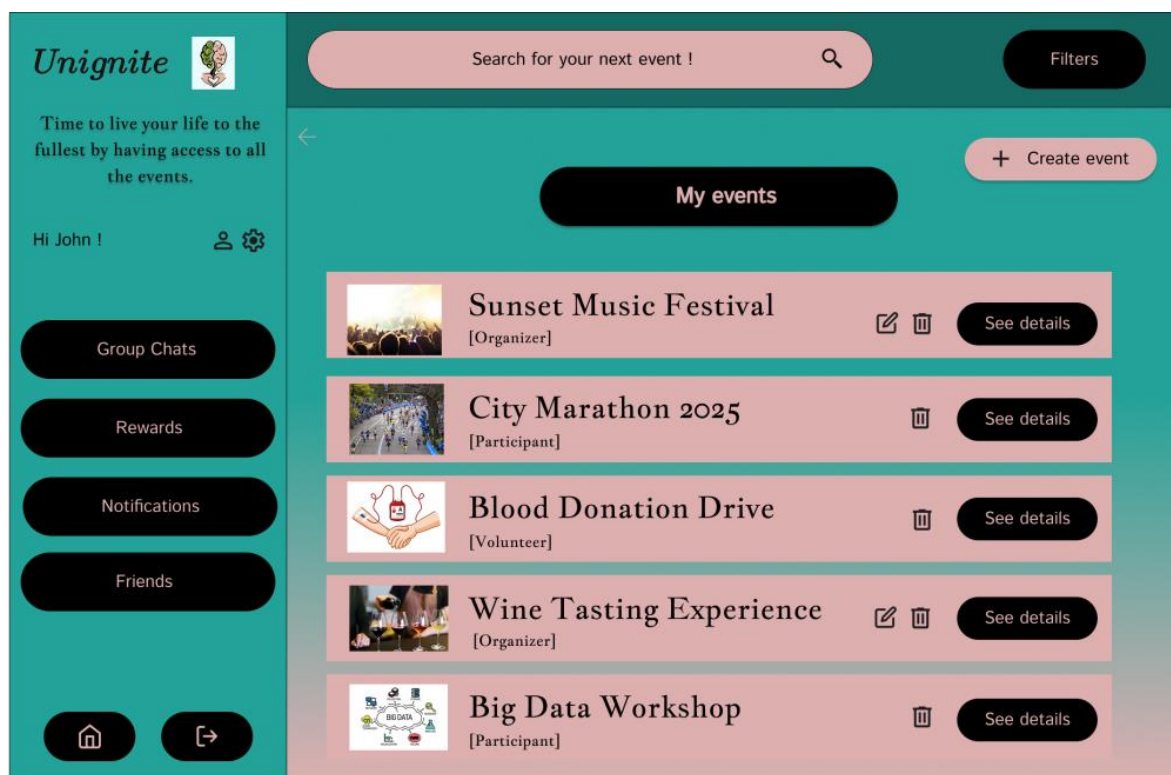 Unignite
Time to live your life to the
fullest by having access to all
the events.
Hi John !
Group Chats
Rewards
Notifications
Friends
Search for your next event !
Filters
+ Create event
My events
Sunset Music Festival
[Organizer]
See details
City Marathon 2025
[Participant]
See details
Blood Donation Drive
[Volunteer]
See details
Wine Tasting Experience
[Organizer]
See details
BIG DATA
Big Data Workshop
[Participant]
See details